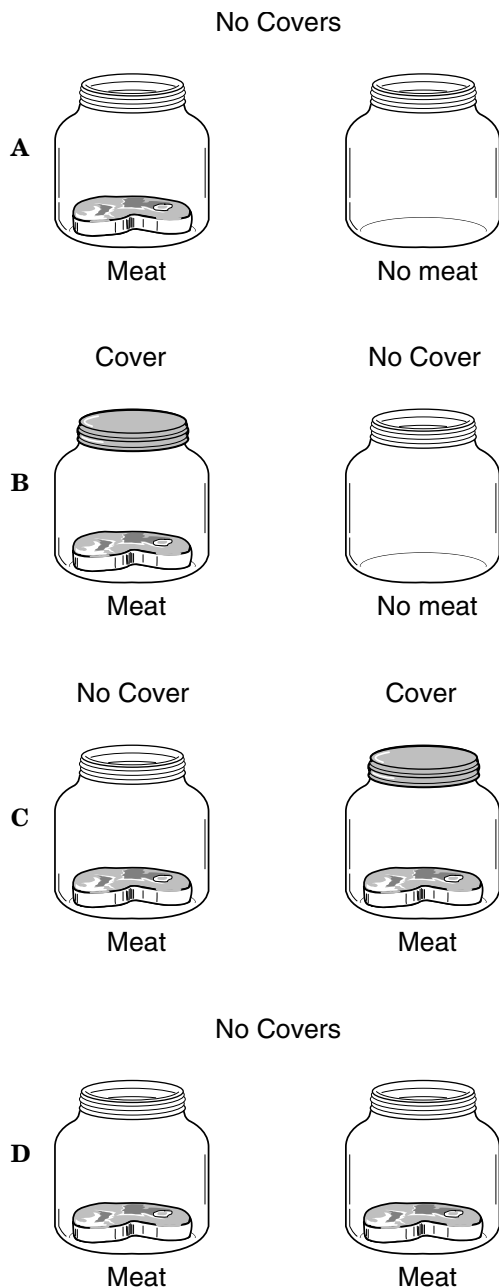 No Covers
A
Meat No meat
Cover No Cover
B
Meat No meat
No Cover Cover
C
Meat Meat
No Covers
D
Meat Meat